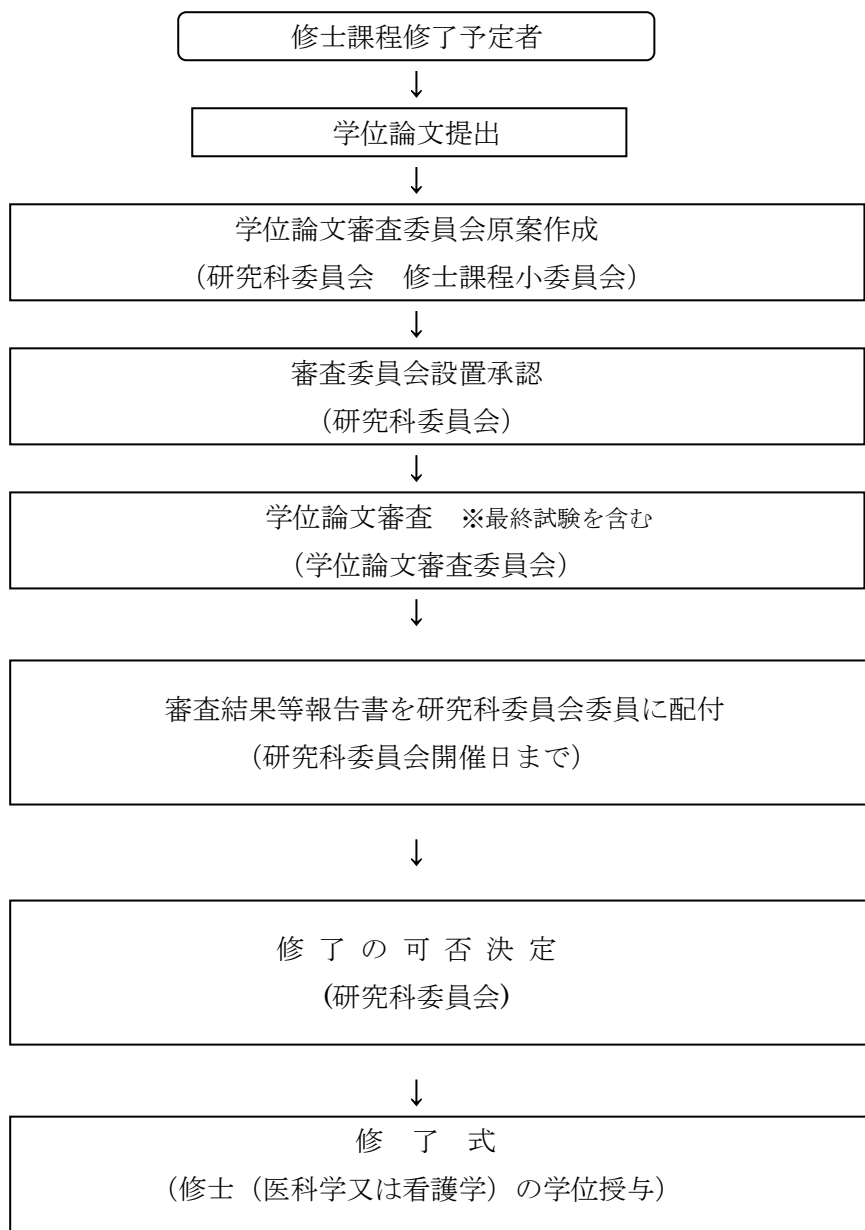 修士課程修了予定者
↓
学位論文提出
↓
学位論文審査委員会原案作成
（研究科委員会　修士課程小委員会）
↓
審査委員会設置承認
（研究科委員会）
↓
学位論文審査　※最終試験を含む
（学位論文審査委員会）
↓
審査結果等報告書を研究科委員会委員に配付
（研究科委員会開催日まで）
↓
修 了 の 可 否 決 定
(研究科委員会)
↓
修　了　式
（修士（医科学又は看護学）の学位授与）